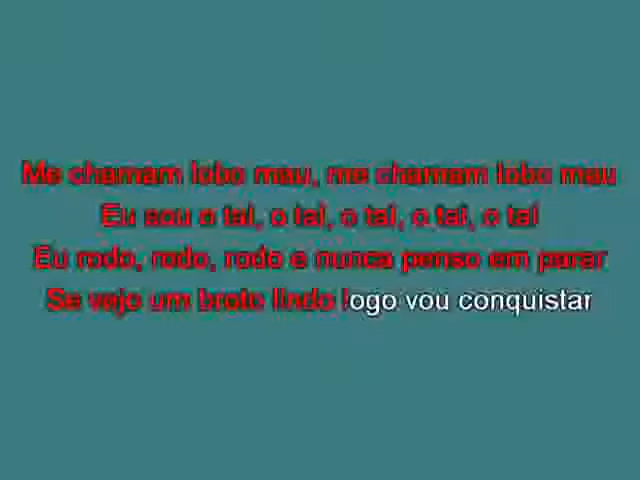 Me chamam lobo mau, me chamam lobo mau
Eu sou o tal, o tal, o tal, o tal, o tal
Eu rodo, rodo, rodo e nunca penso em parar
Se vejo um broto lindo logo vou conquistar